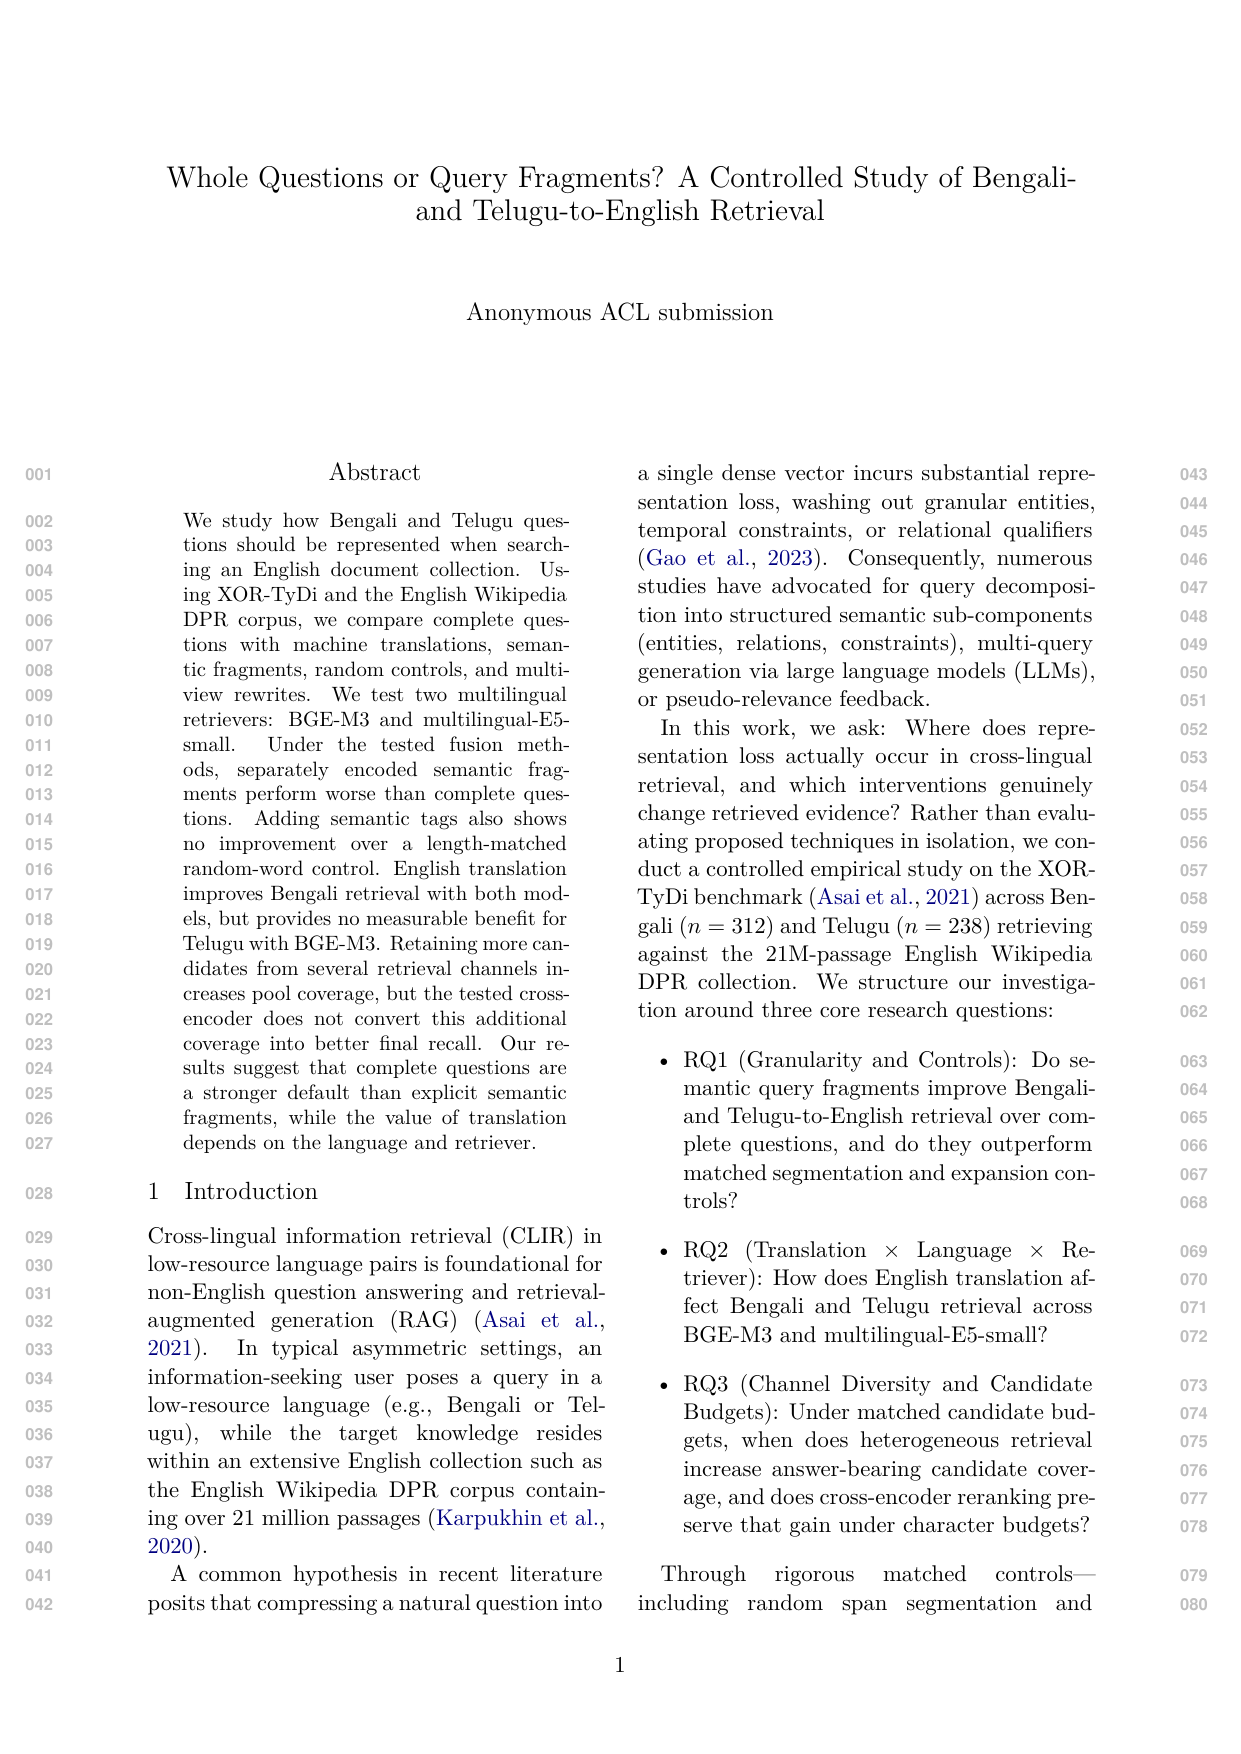 Whole Questions or Query Fragments? A Controlled Study of Bengali-
and Telugu-to-English Retrieval
Anonymous ACL submission
001 Abstract
002 We study how Bengali and Telugu ques-
003 tions should be represented when search-
004 ing an English document collection. Us-
005 ing XOR-TyDi and the English Wikipedia
006 DPR corpus, we compare complete ques-
007 tions with machine translations, seman-
008 tic fragments, random controls, and multi-
009 view rewrites. We test two multilingual
010 retrievers: BGE-M3 and multilingual-E5-
011 small. Under the tested fusion meth-
012 ods, separately encoded semantic frag-
013 ments perform worse than complete ques-
014 tions. Adding semantic tags also shows
015 no improvement over a length-matched
016 random-word control. English translation
017 improves Bengali retrieval with both mod-
018 els, but provides no measurable benefit for
019 Telugu with BGE-M3. Retaining more can-
020 didates from several retrieval channels in-
021 creases pool coverage, but the tested cross-
022 encoder does not convert this additional
023 coverage into better final recall. Our re-
024 sults suggest that complete questions are
025 a stronger default than explicit semantic
026 fragments, while the value of translation
027 depends on the language and retriever.
028 1 Introduction
029 Cross-lingual information retrieval (CLIR) in
030 low-resource language pairs is foundational for
031 non-English question answering and retrieval-
032 augmented generation (RAG) (Asai et al.,
033 2021). In typical asymmetric settings, an
034 information-seeking user poses a query in a
035 low-resource language (e.g., Bengali or Tel-
036 ugu), while the target knowledge resides
037 within an extensive English collection such as
038 the English Wikipedia DPR corpus contain-
039 ing over 21 million passages (Karpukhin et al.,
040 2020).
041 A common hypothesis in recent literature
042 posits that compressing a natural question into
a single dense vector incurs substantial repre- 043
sentation loss, washing out granular entities, 044
temporal constraints, or relational qualifiers 045
(Gao et al., 2023). Consequently, numerous 046
studies have advocated for query decomposi- 047
tion into structured semantic sub-components 048
(entities, relations, constraints), multi-query 049
generation via large language models (LLMs), 050
or pseudo-relevance feedback. 051
In this work, we ask: Where does repre- 052
sentation loss actually occur in cross-lingual 053
retrieval, and which interventions genuinely 054
change retrieved evidence? Rather than evalu- 055
ating proposed techniques in isolation, we con- 056
duct a controlled empirical study on the XOR- 057
TyDi benchmark (Asai et al., 2021) across Ben- 058
gali (n = 312) and Telugu (n = 238) retrieving 059
against the 21M-passage English Wikipedia 060
DPR collection. We structure our investiga- 061
tion around three core research questions: 062
• RQ1 (Granularity and Controls): Do se- 063
mantic query fragments improve Bengali- 064
and Telugu-to-English retrieval over com- 065
plete questions, and do they outperform 066
matched segmentation and expansion con- 067
trols? 068
• RQ2 (Translation × Language × Re- 069
triever): How does English translation af- 070
fect Bengali and Telugu retrieval across 071
BGE-M3 and multilingual-E5-small? 072
• RQ3 (Channel Diversity and Candidate 073
Budgets): Under matched candidate bud- 074
gets, when does heterogeneous retrieval 075
increase answer-bearing candidate cover- 076
age, and does cross-encoder reranking pre- 077
serve that gain under character budgets? 078
Through rigorous matched controls— 079
including random span segmentation and 080
1